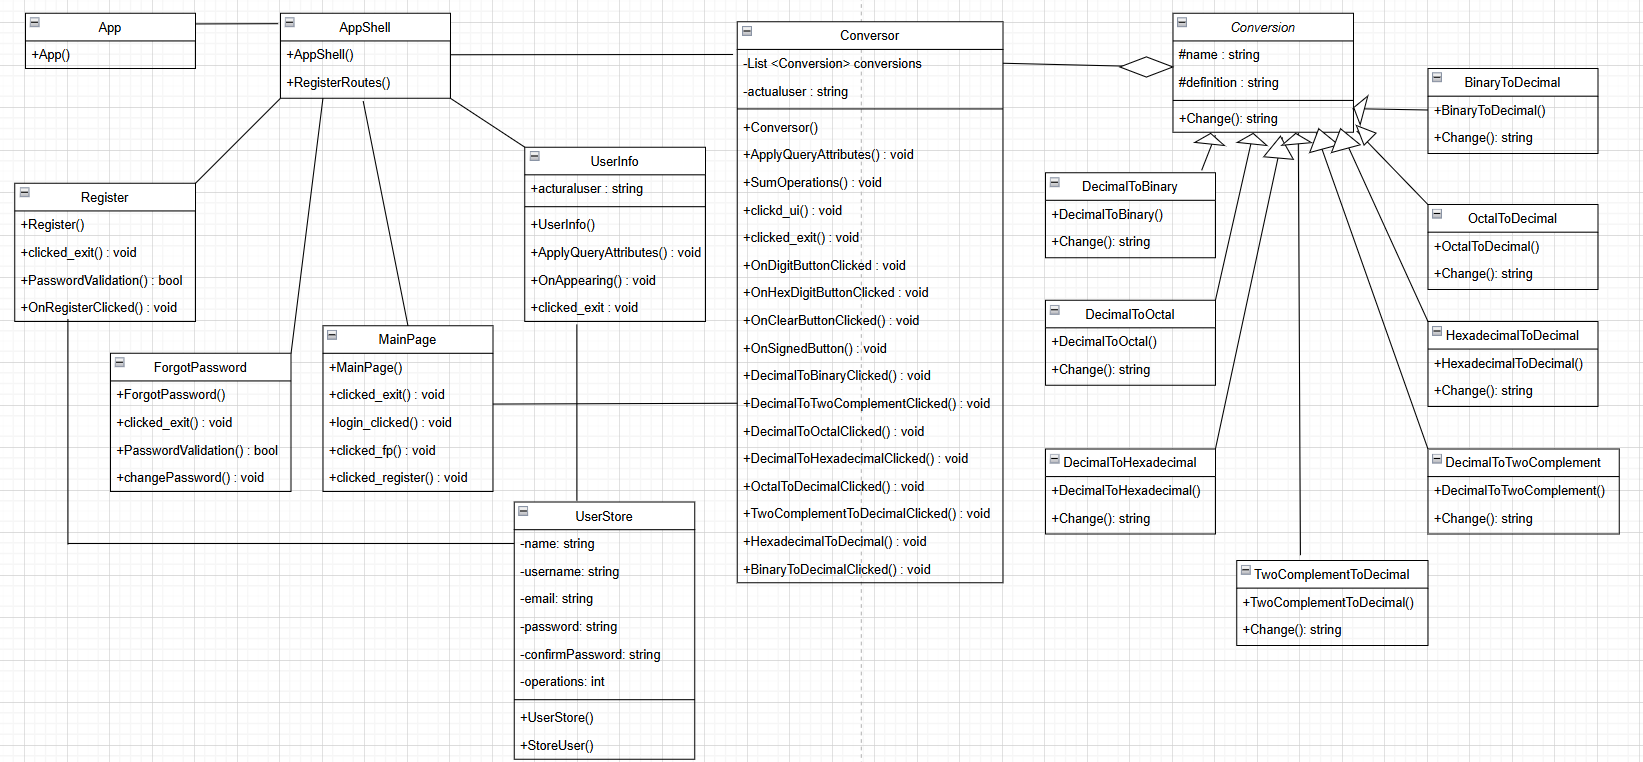 App
+App()
AppShell
+AppShell()
+RegisterRoutes()
Register
+Register()
+clicked_exit() : void
+PasswordValidation() : bool
+OnRegisterClicked() : void
ForgotPassword
+ForgotPassword()
+clicked_exit() : void
+PasswordValidation() : bool
+changePassword() : void
MainPage
+MainPage()
+clicked_exit() : void
+login_clicked() : void
+clicked_fp() : void
+clicked_register() : void
UserInfo
+acturaluser : string
+UserInfo()
+ApplyQueryAttributes() : void
+OnAppearing() : void
+clicked_exit : void
UserStore
-name: string
-username: string
-email: string
-password: string
-confirmPassword: string
-operations: int
+UserStore()
+StoreUser()
Conversor
-List <Conversion> conversions
-actualuser : string
+Conversor()
+ApplyQueryAttributes() : void
+SumOperations() : void
+clickd_ui() : void
+clicked_exit() : void
+OnDigitButtonClicked : void
+OnHexDigitButtonClicked : void
+OnClearButtonClicked() : void
+OnSignedButton() : void
+DecimalToBinaryClicked() : void
+DecimalToTwoComplementClicked() : void
+DecimalToOctalClicked() : void
+DecimalToHexadecimalClicked() : void
+OctalToDecimalClicked() : void
+TwoComplementToDecimalClicked() : void
+HexadecimalToDecimal() : void
+BinaryToDecimalClicked() : void
Conversion
#name : string
#definition : string
+Change(): string
DecimalToBinary
+DecimalToBinary()
+Change(): string
DecimalToOctal
+DecimalToOctal()
+Change(): string
DecimalToHexadecimal
+DecimalToHexadecimal()
+Change(): string
TwoComplementToDecimal
+TwoComplementToDecimal()
+Change(): string
BinaryToDecimal
+BinaryToDecimal()
+Change(): string
OctalToDecimal
+OctalToDecimal()
+Change(): string
HexadecimalToDecimal
+HexadecimalToDecimal()
+Change(): string
DecimalToTwoComplement
+DecimalToTwoComplement()
+Change(): string